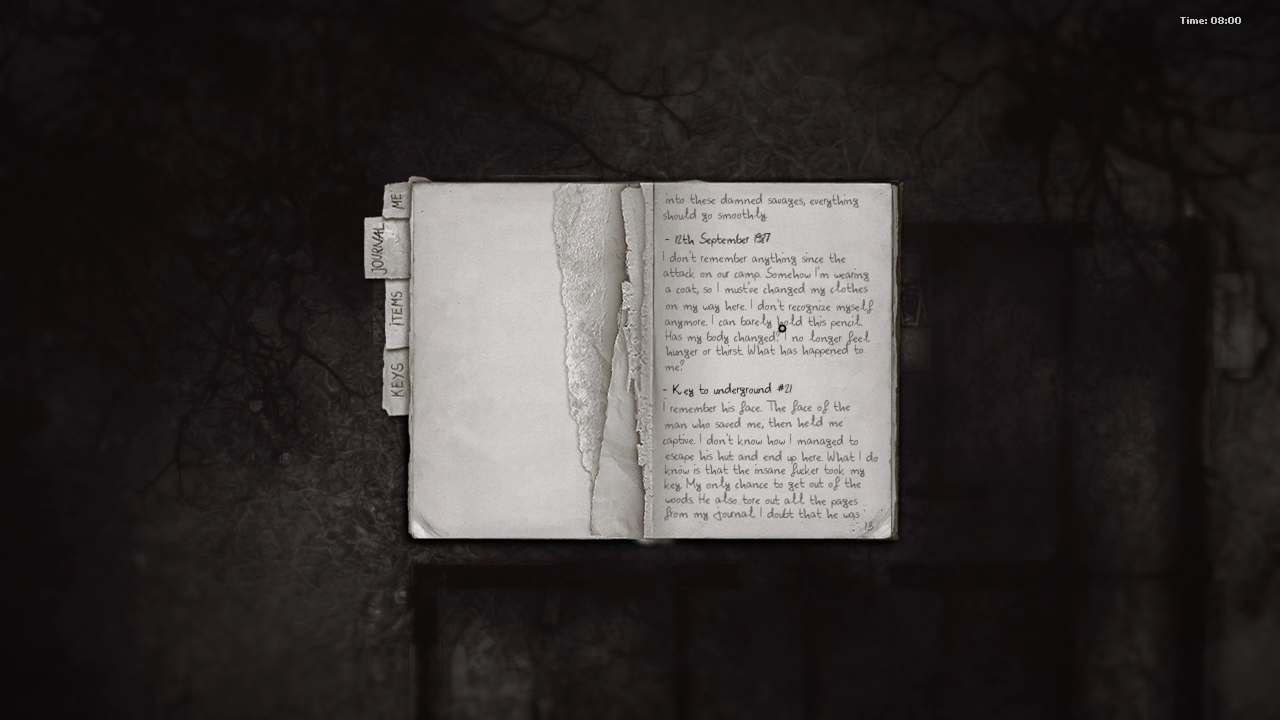 Time: 08:00
ME
JOURNAL
ITEMS
KEYS
into these damned savages, everything
should go smoothly.
- 12th September 1987
I don't remember anything since the
attack on our camp. Somehow I'm wearing
a coat, so I must've changed my clothes
on my way here. I don't recognize myself
anymore. I can barely hold this pencil.
Has my body changed? I no longer feel
hunger or thirst. What has happened to
me?
- Key to underground #21
I remember his face. The face of the
man who saved me, then held me
captive. I don't know how I managed to
escape his hut and end up here. What I do
know is that the insane fucker took my
key. My only chance to get out of the
woods. He also tore out all the pages
from my journal. I doubt that he was
13